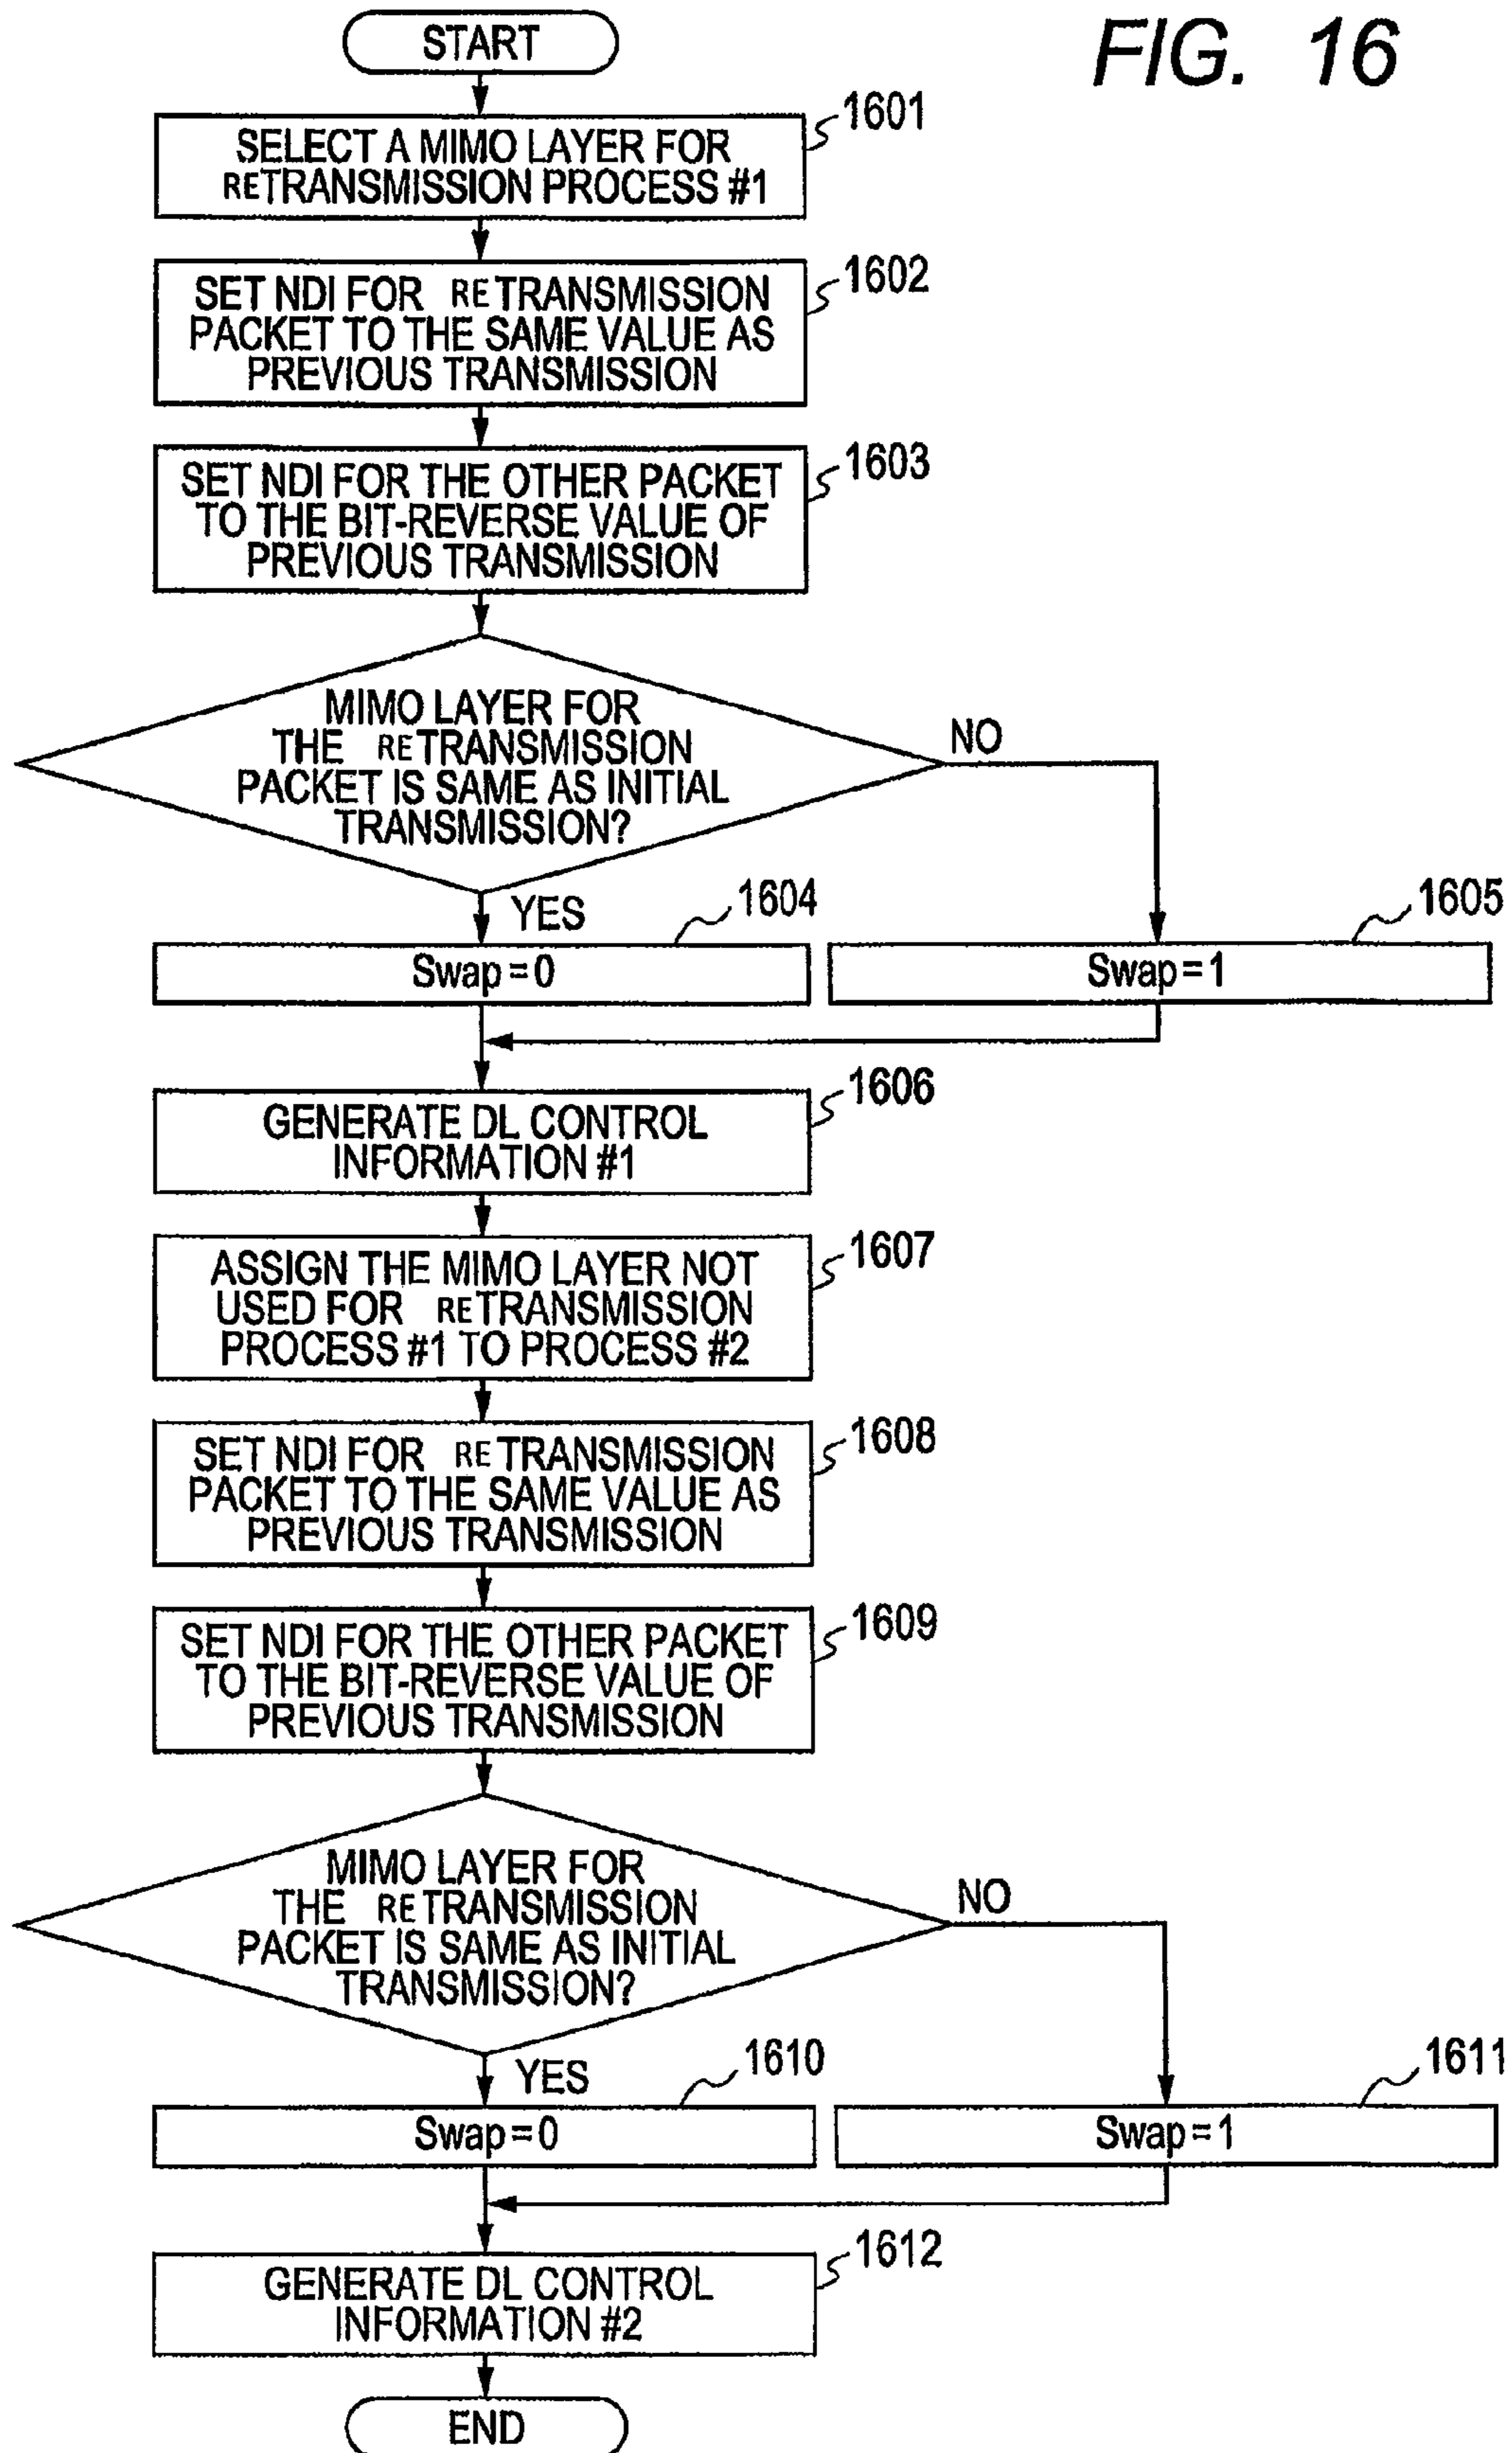 FIG. 16
START
1601
SELECT A MIMO LAYER FOR
RETRANSMISSION PROCESS #1
1602
SET NDI FOR RETRANSMISSION
PACKET TO THE SAME VALUE AS
PREVIOUS TRANSMISSION
1603
SET NDI FOR THE OTHER PACKET
TO THE BIT-REVERSE VALUE OF
PREVIOUS TRANSMISSION
MIMO LAYER FOR
THE RETRANSMISSION
PACKET IS SAME AS INITIAL
TRANSMISSION?
NO
YES
1604
Swap=0
1605
Swap=1
1606
GENERATE DL CONTROL
INFORMATION #1
1607
ASSIGN THE MIMO LAYER NOT
USED FOR RETRANSMISSION
PROCESS #1 TO PROCESS #2
1608
SET NDI FOR RETRANSMISSION
PACKET TO THE SAME VALUE AS
PREVIOUS TRANSMISSION
1609
SET NDI FOR THE OTHER PACKET
TO THE BIT-REVERSE VALUE OF
PREVIOUS TRANSMISSION
MIMO LAYER FOR
THE RETRANSMISSION
PACKET IS SAME AS INITIAL
TRANSMISSION?
NO
YES
1610
Swap=0
1611
Swap=1
1612
GENERATE DL CONTROL
INFORMATION #2
END